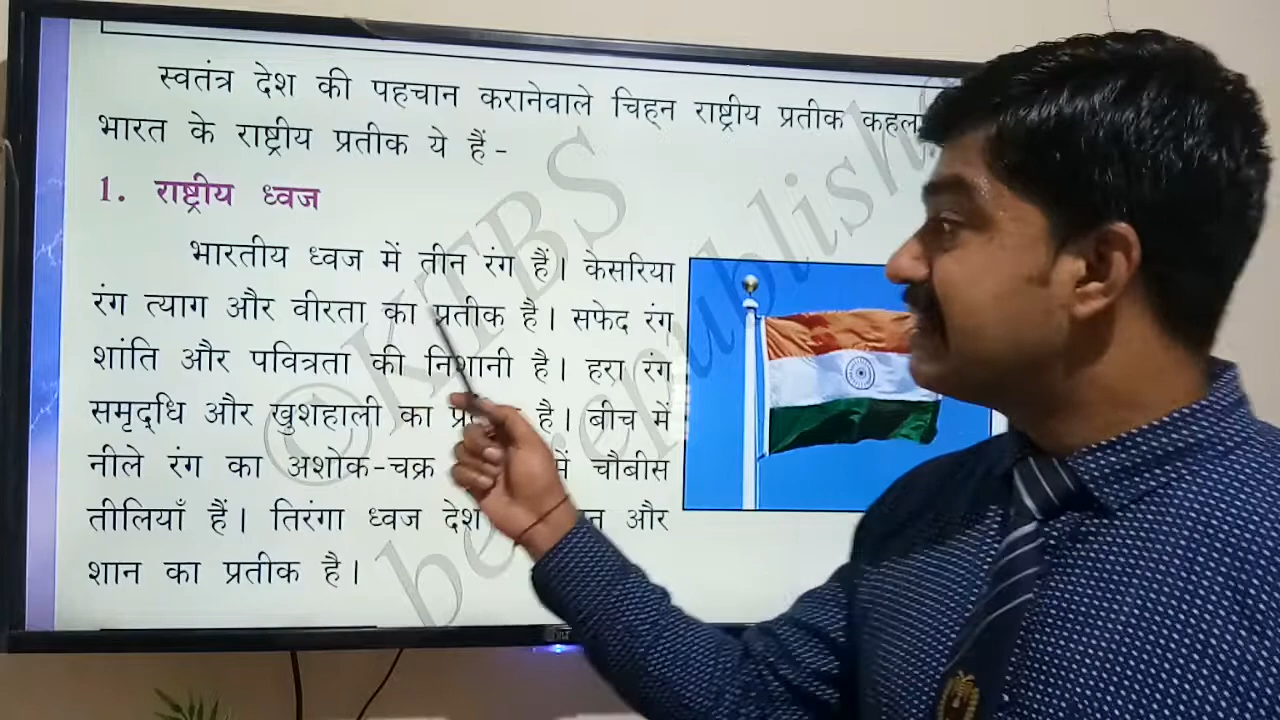 स्वतंत्र देश की पहचान करानेवाले चिह्न राष्ट्रीय प्रतीक
भारत के राष्ट्रीय प्रतीक ये हैं -
1. राष्ट्रीय ध्वज
भारतीय ध्वज में तीन रंग हैं। केसरिया
रंग त्याग और वीरता का प्रतीक है। सफेद रंग
शांति और पवित्रता की निशानी है। हरा रंग
समृद्धि और खुशहाली का है। बीच में
नीले रंग का अशोक-चक्र में चौबीस
तीलियाँ हैं। तिरंगा ध्वज देश और
शान का प्रतीक है।
©KTBS